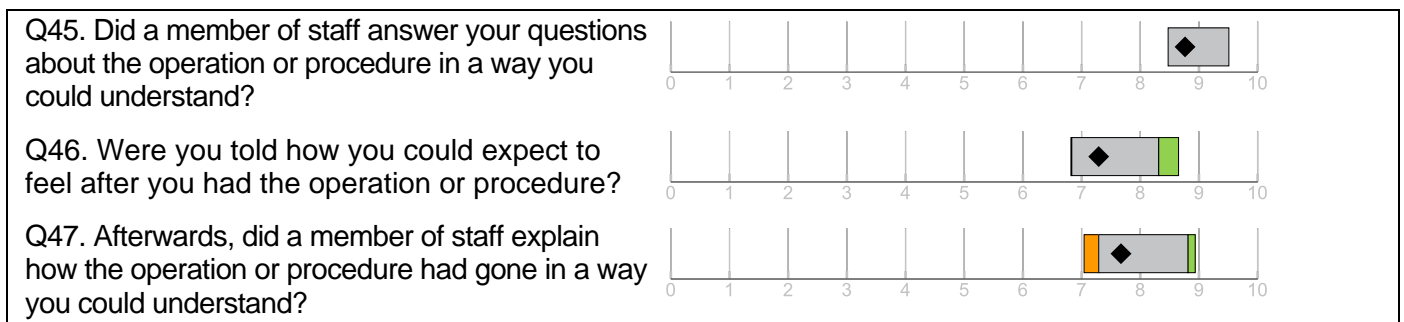 Q45. Did a member of staff answer your questions
about the operation or procedure in a way you
could understand?
0 1 2 3 4 5 6 7 8 9 10
Q46. Were you told how you could expect to
feel after you had the operation or procedure?
0 1 2 3 4 5 6 7 8 9 10
Q47. Afterwards, did a member of staff explain
how the operation or procedure had gone in a way
you could understand?
0 1 2 3 4 5 6 7 8 9 10